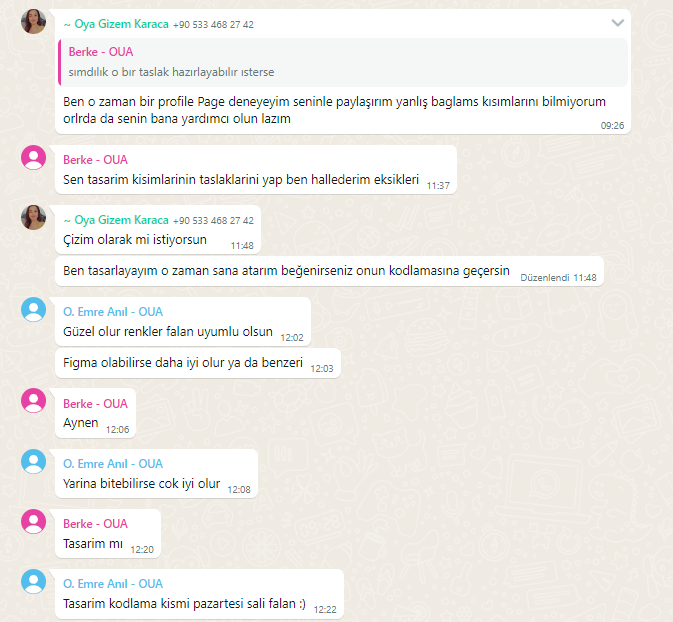 ~ Oya Gizem Karaca +90 533 468 27 42
Berke - OUA
sımdılık o bır taslak hazırlayabılır ısterse
Ben o zaman bir profile Page deneyeyim seninle paylaşırım yanlış baglams kısımlarını bilmiyorum
orlrda da senin bana yardımcı olun lazım
09:26
Berke - OUA
Sen tasarim kisimlerinin taslaklarini yap ben hallederim eksikleri 11:37
~ Oya Gizem Karaca +90 533 468 27 42
Çizim olarak mi istiyorsun 11:48
Ben tasarlayayım o zaman sana atarım beğenirseniz onun kodlamasına geçersin Düzenlendi 11:48
O. Emre Anıl - OUA
Güzel olur renkler falan uyumlu olsun 12:02
Figma olabilirse daha iyi olur ya da benzeri 12:03
Berke - OUA
Aynen 12:06
O. Emre Anıl - OUA
Yarina bitebilirse cok iyi olur 12:08
Berke - OUA
Tasarim mı 12:20
O. Emre Anıl - OUA
Tasarim kodlama kismi pazartesi sali falan :) 12:22